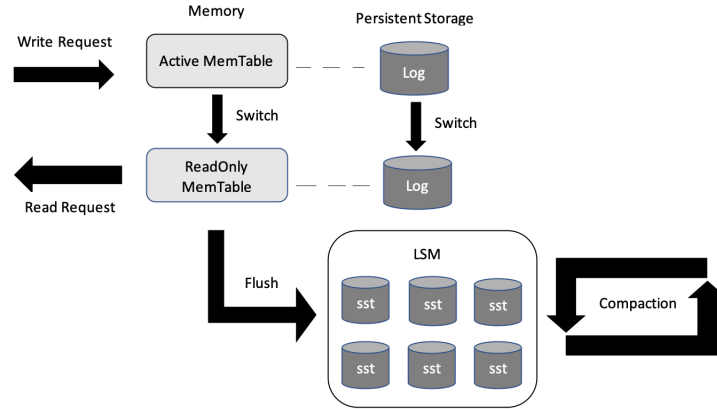 Memory
Persistent Storage
Write Request
Active MemTable
Log
Switch
Switch
ReadOnly
MemTable
Log
Read Request
LSM
Flush
sst
sst
sst
Compaction
sst
sst
sst